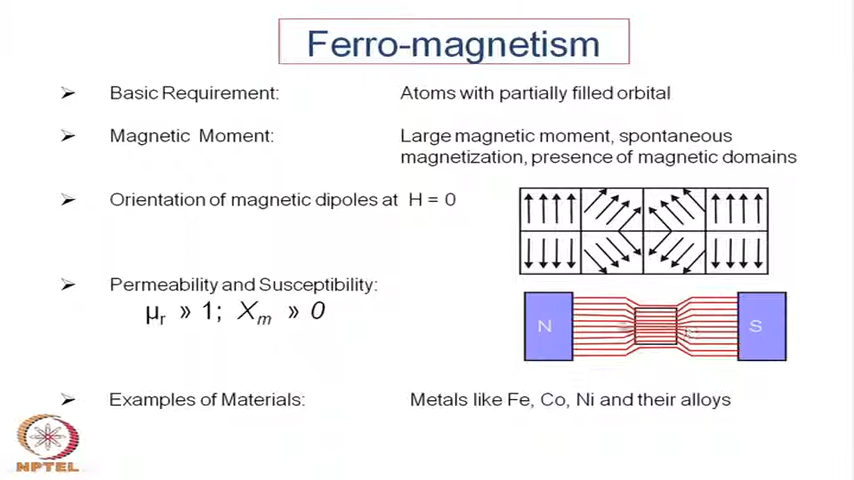 Ferro-magnetism
➢ Basic Requirement: Atoms with partially filled orbital
➢ Magnetic Moment: Large magnetic moment, spontaneous
magnetization, presence of magnetic domains
➢ Orientation of magnetic dipoles at H = 0
➢ Permeability and Susceptibility:
μr » 1; Xm » 0
N S
➢ Examples of Materials: Metals like Fe, Co, Ni and their alloys
NPTEL